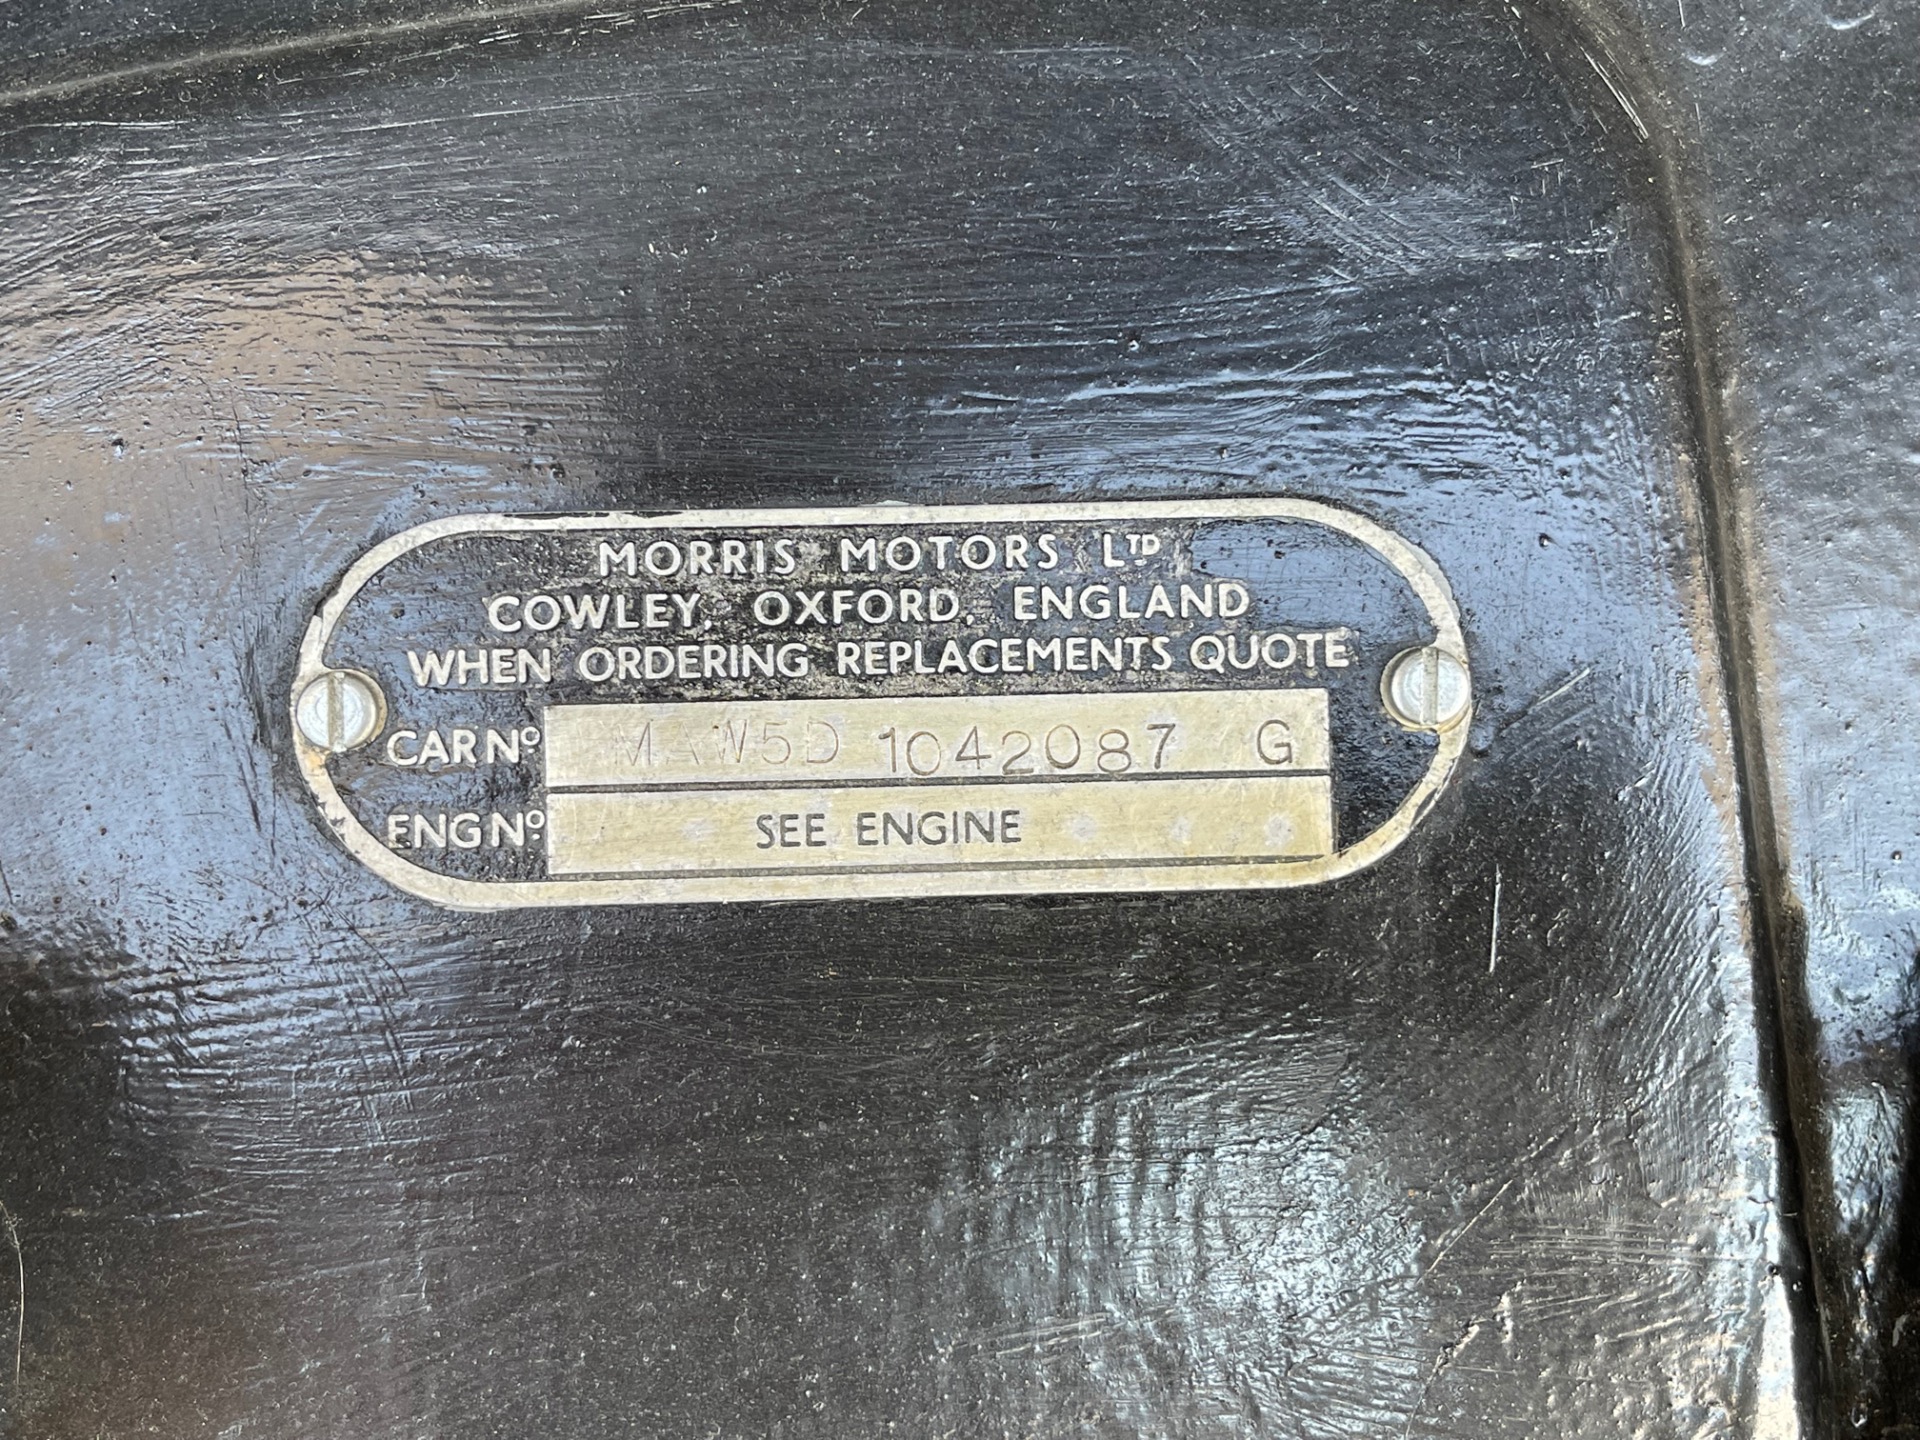 MORRIS MOTORS LTD
COWLEY, OXFORD, ENGLAND
WHEN ORDERING REPLACEMENTS QUOTE
CAR No MAW5D 1042087 G
ENG No. SEE ENGINE